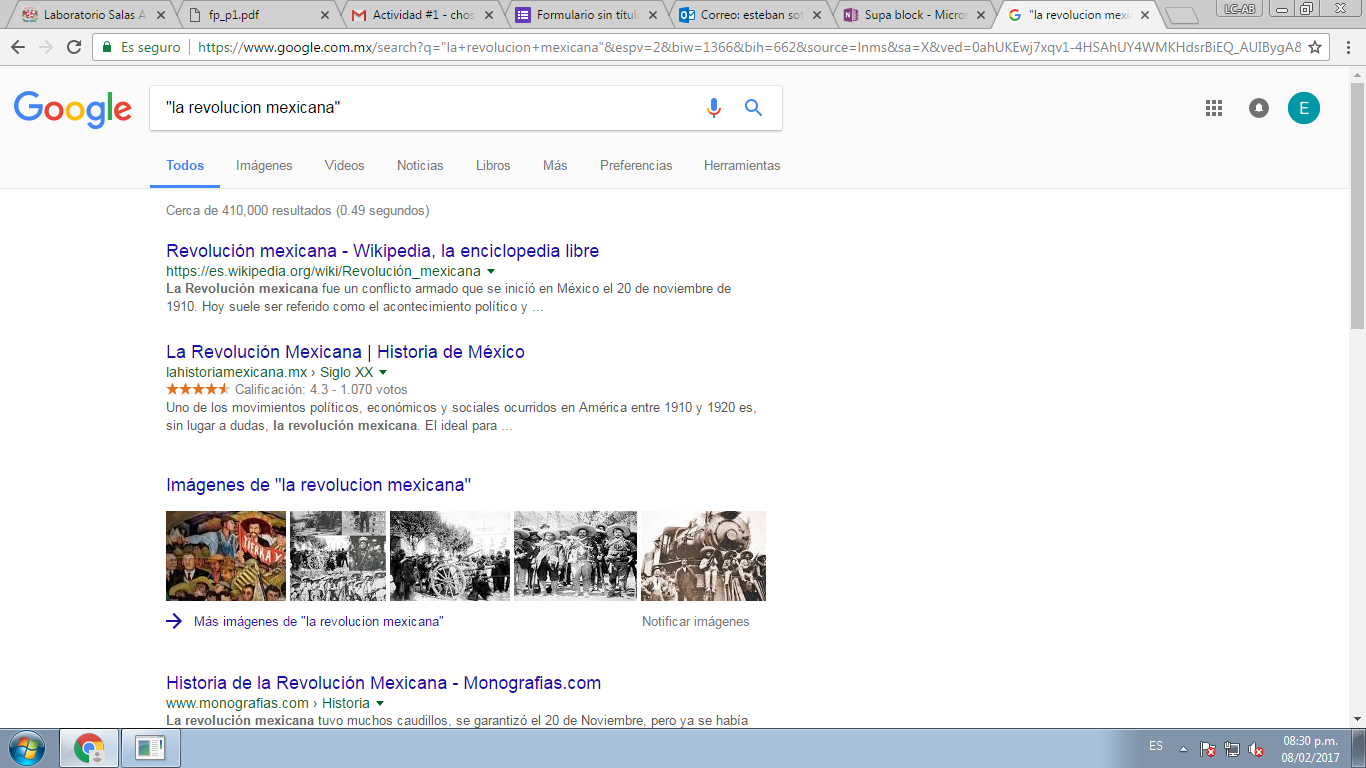 Laboratorio Salas A
fp_p1.pdf
Actividad #1 - chos
Formulario sin título
Correo: esteban sot
Supa block - Micros
"la revolucion mexi
LC-AB
Es seguro
https://www.google.com.mx/search?q="la+revolucion+mexicana"&espv=2&biw=1366&bih=662&source=lnms&sa=X&ved=0ahUKEwj7xqv1-4HSAhUY4WMKHdsrBiEQ_AUIBygA&
Google
"la revolucion mexicana"
E
Todos Imágenes Videos Noticias Libros Más Preferencias Herramientas
Cerca de 410,000 resultados (0.49 segundos)
Revolución mexicana - Wikipedia, la enciclopedia libre
https://es.wikipedia.org/wiki/Revolución_mexicana
La Revolución mexicana fue un conflicto armado que se inició en México el 20 de noviembre de
1910. Hoy suele ser referido como el acontecimiento político y ...
La Revolución Mexicana | Historia de México
lahistoriamexicana.mx › Siglo XX
Calificación: 4.3 - 1.070 votos
Uno de los movimientos políticos, económicos y sociales ocurridos en América entre 1910 y 1920 es,
sin lugar a dudas, la revolución mexicana. El ideal para ...
Imágenes de "la revolucion mexicana"
TIERRA Y
Más imágenes de "la revolucion mexicana"
Notificar imágenes
Historia de la Revolución Mexicana - Monografias.com
www.monografias.com › Historia
La revolución mexicana tuvo muchos caudillos, se garantizó el 20 de Noviembre, pero ya se había
ES
08:30 p.m.
08/02/2017